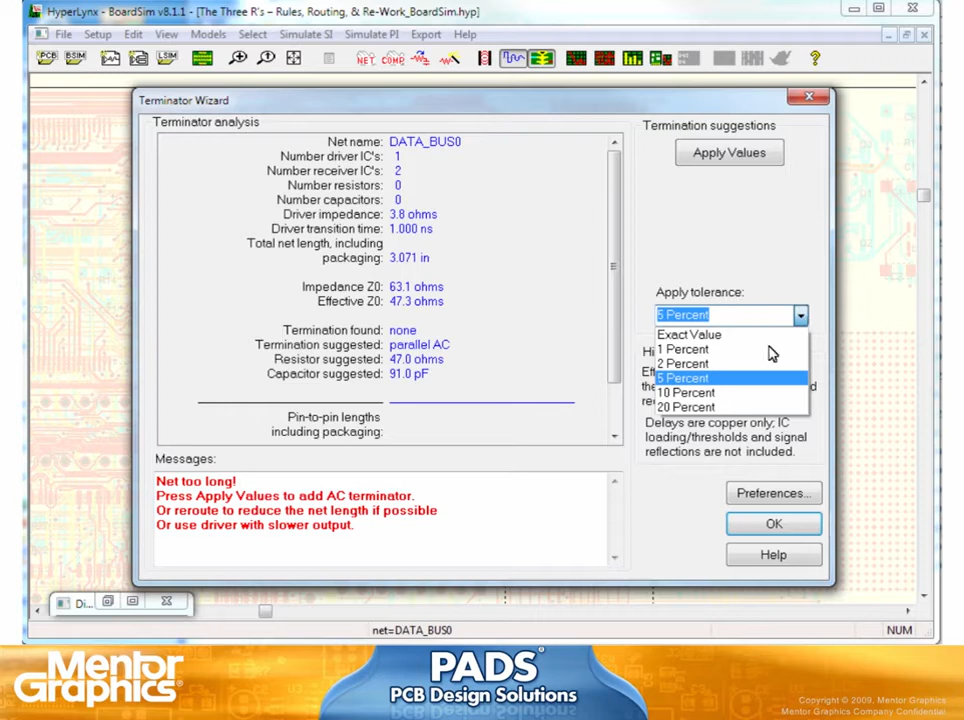 HyperLynx - BoardSim v8.1.1 - [The Three R's – Rules, Routing, & Re-Work_BoardSim.hyp]
File Setup Edit View Models Select Simulate SI Simulate PI Export Help
PCB BSIM LSIM NET COMP
Terminator Wizard
Terminator analysis
Net name: DATA_BUS0
Number driver IC's: 1
Number receiver IC's: 2
Number resistors: 0
Number capacitors: 0
Driver impedance: 3.8 ohms
Driver transition time: 1.000 ns
Total net length, including
packaging: 3.071 in
Impedance Z0: 63.1 ohms
Effective Z0: 47.3 ohms
Termination found: none
Termination suggested: parallel AC
Resistor suggested: 47.0 ohms
Capacitor suggested: 91.0 pF
Pin-to-pin lengths
including packaging:
Messages:
Net too long!
Press Apply Values to add AC terminator.
Or reroute to reduce the net length if possible
Or use driver with slower output.
Termination suggestions
Apply Values
Apply tolerance:
5 Percent
Exact Value
1 Percent
2 Percent
5 Percent
10 Percent
20 Percent
Delays are copper only; IC
loading/thresholds and signal
reflections are not included.
Preferences...
OK
Help
Di...
net=DATA_BUS0
NUM
Mentor
Graphics
PADS
PCB Design Solutions
Copyright © 2009, Mentor Graphics
Mentor Graphics Company Confidential